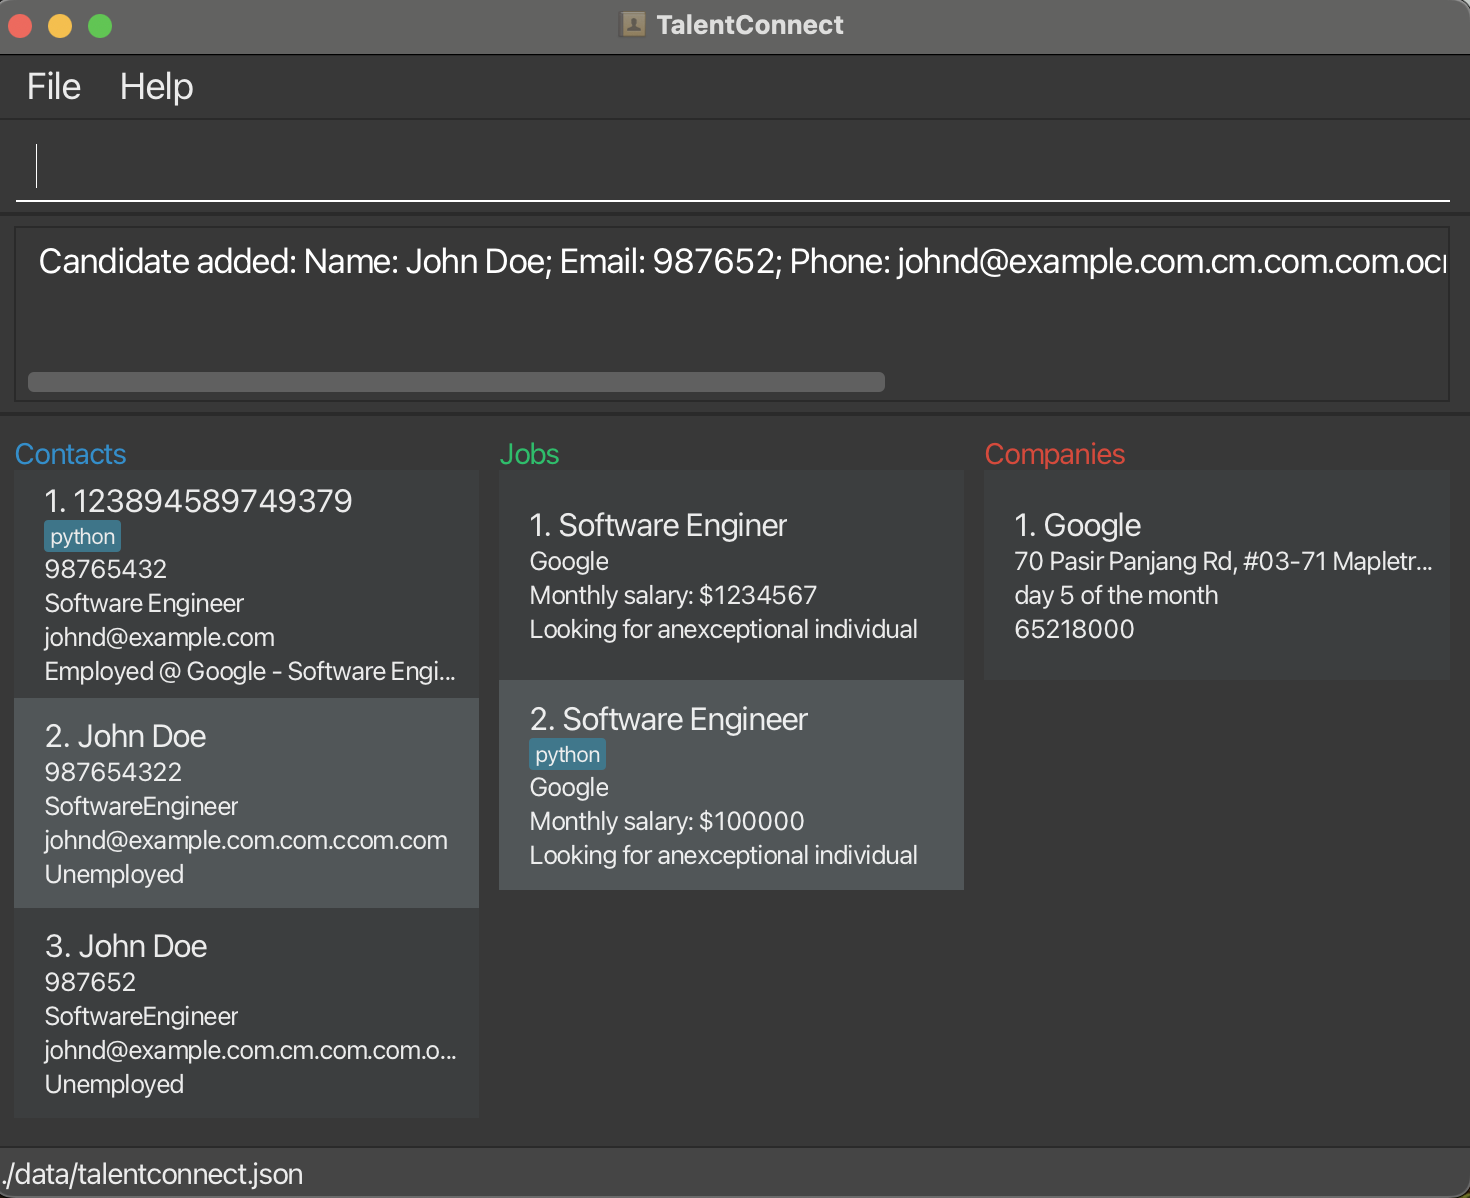 TalentConnect
File Help
Candidate added: Name: John Doe; Email: 987652; Phone: johnd@example.com.cm.com.com.ocr
Contacts
1. 123894589749379
python
98765432
Software Engineer
johnd@example.com
Employed @ Google - Software Engi...
2. John Doe
987654322
SoftwareEngineer
johnd@example.com.com.ccom.com
Unemployed
3. John Doe
987652
SoftwareEngineer
johnd@example.com.cm.com.com.o...
Unemployed
Jobs
1. Software Enginer
Google
Monthly salary: $1234567
Looking for anexceptional individual
2. Software Engineer
python
Google
Monthly salary: $100000
Looking for anexceptional individual
Companies
1. Google
70 Pasir Panjang Rd, #03-71 Mapletr...
day 5 of the month
65218000
./data/talentconnect.json